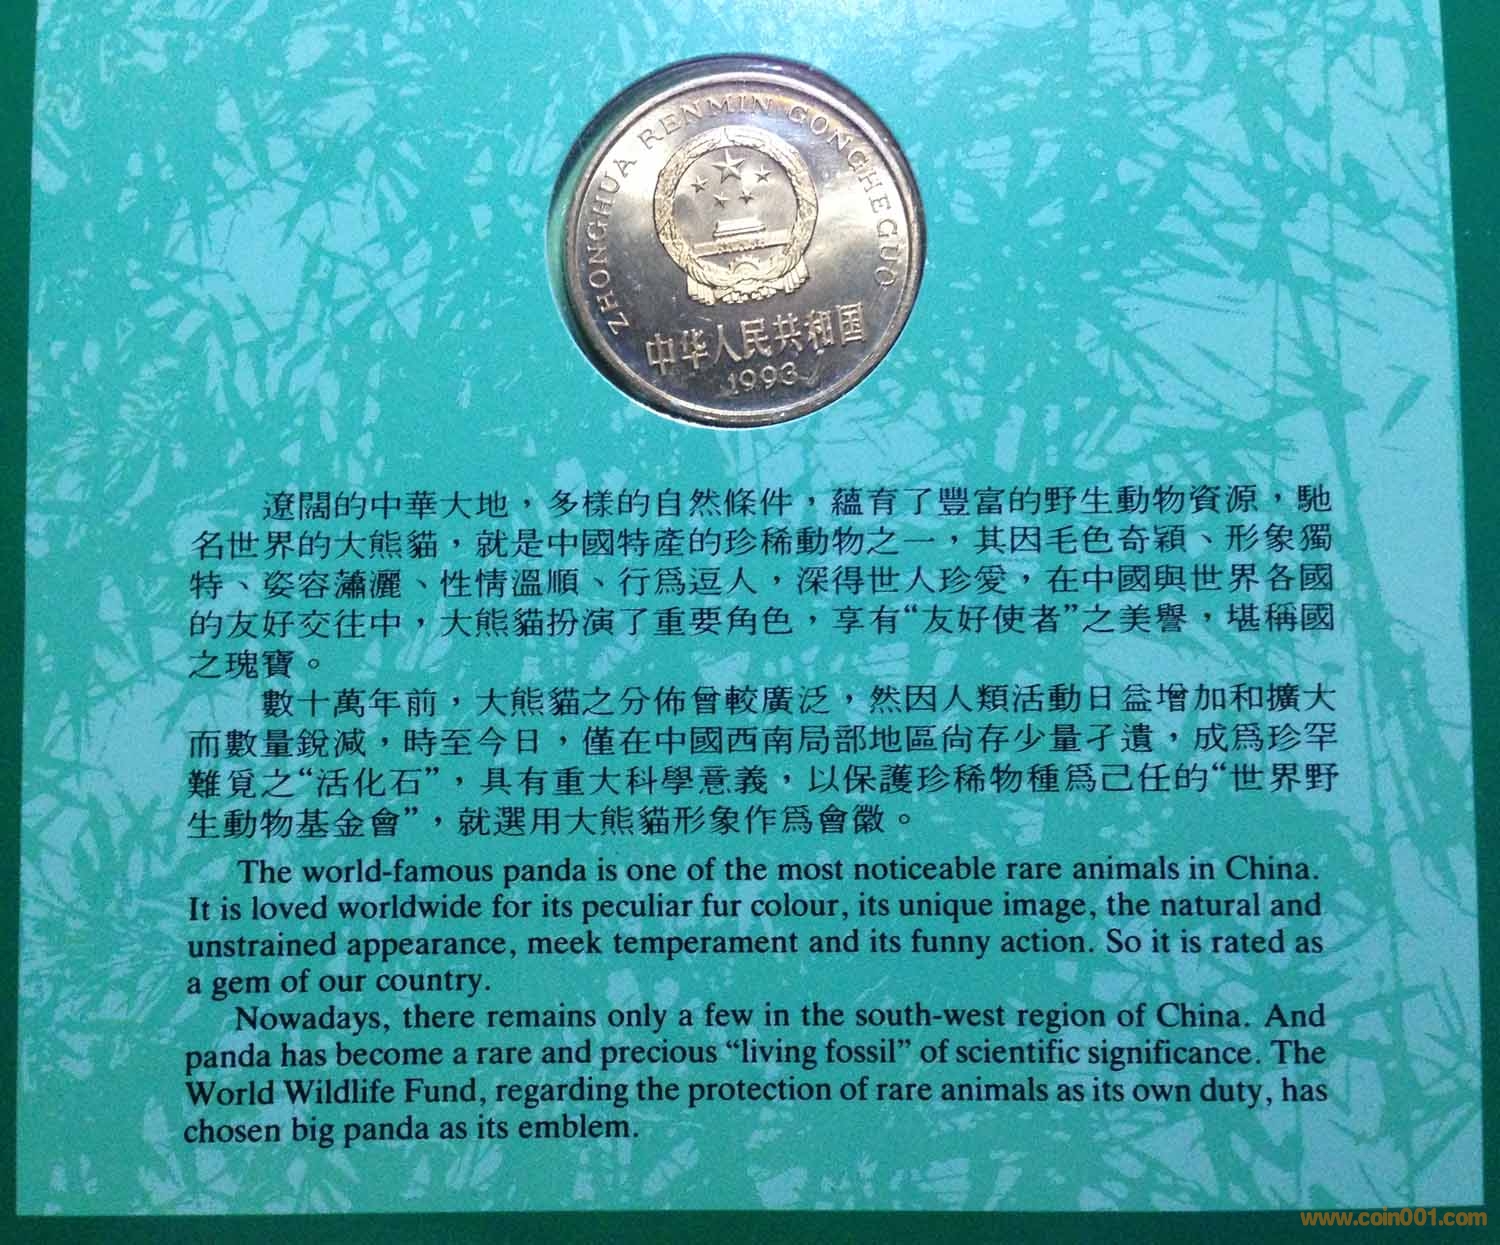 ZHONGHUA RENMIN GONGHEGUO
中华人民共和国
1993
遼闊的中華大地，多樣的自然條件，蘊育了豐富的野生動物資源，馳
名世界的大熊貓，就是中國特產的珍稀動物之一，其因毛色奇穎、形象獨
特、姿容瀟灑、性情溫順、行爲逗人，深得世人珍愛，在中國與世界各國
的友好交往中，大熊貓扮演了重要角色，享有“友好使者”之美譽，堪稱國
之瑰寶。
數十萬年前，大熊貓之分佈曾較廣泛，然因人類活動日益增加和擴大
而數量銳减，時至今日，僅在中國西南局部地區尚存少量孑遺，成爲珍罕
難覓之“活化石”，具有重大科學意義，以保護珍稀物種爲己任的“世界野
生動物基金會”，就選用大熊貓形象作爲會徽。
The world-famous panda is one of the most noticeable rare animals in China.
It is loved worldwide for its peculiar fur colour, its unique image, the natural and
unstrained appearance, meek temperament and its funny action. So it is rated as
a gem of our country.
Nowadays, there remains only a few in the south-west region of China. And
panda has become a rare and precious “living fossil” of scientific significance. The
World Wildlife Fund, regarding the protection of rare animals as its own duty, has
chosen big panda as its emblem.
www.coin001.com